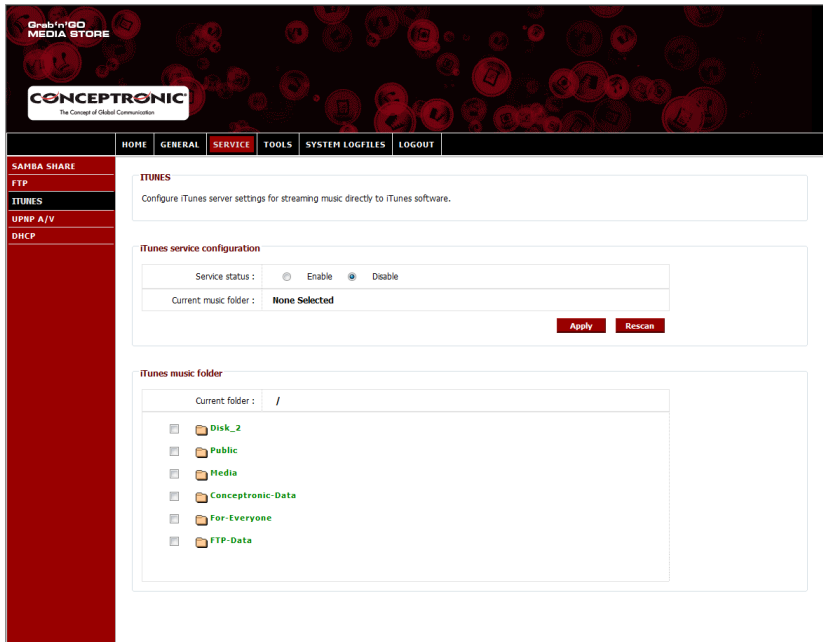 Grab'n'GO
MEDIA STORE
CONCEPTRONIC
The Concept of Global Communication
HOME GENERAL SERVICE TOOLS SYSTEM LOGFILES LOGOUT
SAMBA SHARE
FTP
ITUNES
UPNP A/V
DHCP
ITUNES
Configure iTunes server settings for streaming music directly to iTunes software.
iTunes service configuration
Service status : Enable Disable
Current music folder : None Selected
Apply Rescan
iTunes music folder
Current folder : /
Disk_2
Public
Media
Conceptronic-Data
For-Everyone
FTP-Data